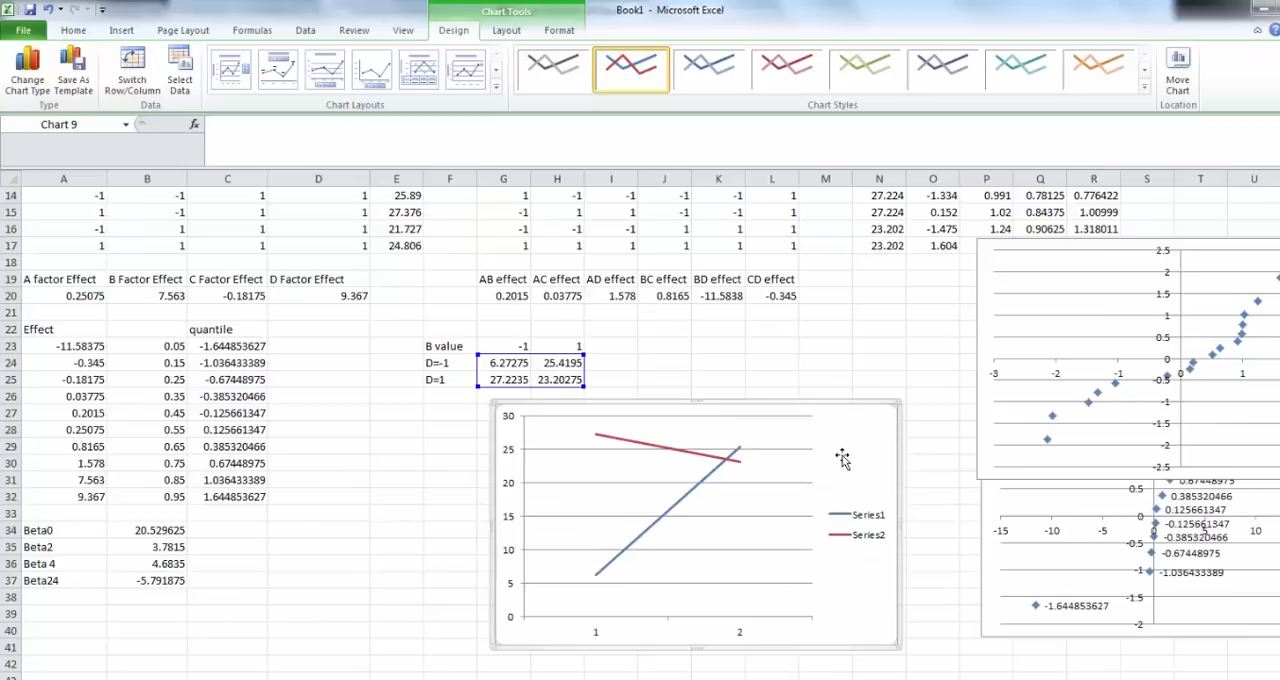 Chart Tools
Book1 - Microsoft Excel
File Home Insert Page Layout Formulas Data Review View Design Layout Format
Change Chart Type
Save As Template
Switch Row/Column
Select Data
Move Chart
Type Data Chart Layouts Chart Styles Location
Chart 9 fx
A B C D E F G H I J K L M N O P Q R S T U
14 -1 -1 1 1 25.89 1 -1 -1 -1 -1 1 27.224 -1.334 0.991 0.78125 0.776422
15 1 -1 1 1 27.376 -1 1 1 -1 -1 1 27.224 0.152 1.02 0.84375 1.00999
16 -1 1 1 1 21.727 -1 -1 -1 1 1 1 23.202 -1.475 1.24 0.90625 1.318011
17 1 1 1 1 24.806 1 1 1 1 1 1 23.202 1.604
18
19 A factor Effect B Factor Effect C Factor Effect D Factor Effect AB effect AC effect AD effect BC effect BD effect CD effect
20 0.25075 7.563 -0.18175 9.367 0.2015 0.03775 1.578 0.8165 -11.5838 -0.345
21
22 Effect quantile
23 -11.58375 0.05 -1.644853627 B value -1 1
24 -0.345 0.15 -1.036433389 D=-1 6.27275 25.4195
25 -0.18175 0.25 -0.67448975 D=1 27.2235 23.20275
26 0.03775 0.35 -0.385320466
27 0.2015 0.45 -0.125661347
28 0.25075 0.55 0.125661347
29 0.8165 0.65 0.385320466
30 1.578 0.75 0.67448975
31 7.563 0.85 1.036433389
32 9.367 0.95 1.644853627
33
34 Beta0 20.529625
35 Beta2 3.7815
36 Beta 4 4.6835
37 Beta24 -5.791875
38
39
40
41
42
30
25
20
15
10
5
0
1 2
Series1
Series2
2.5
2
1.5
1
0.5
0
-3 -2 -1 0 1
-0.5
-1
-1.5
-2
-2.5
0.67448975
0.5 0.385320466
0.125661347
-15 -10 -5 0 5 10
-0.125661347
-0.385320466
-0.5
-0.67448975
-1 -1.036433389
-1.5
-1.644853627
-2